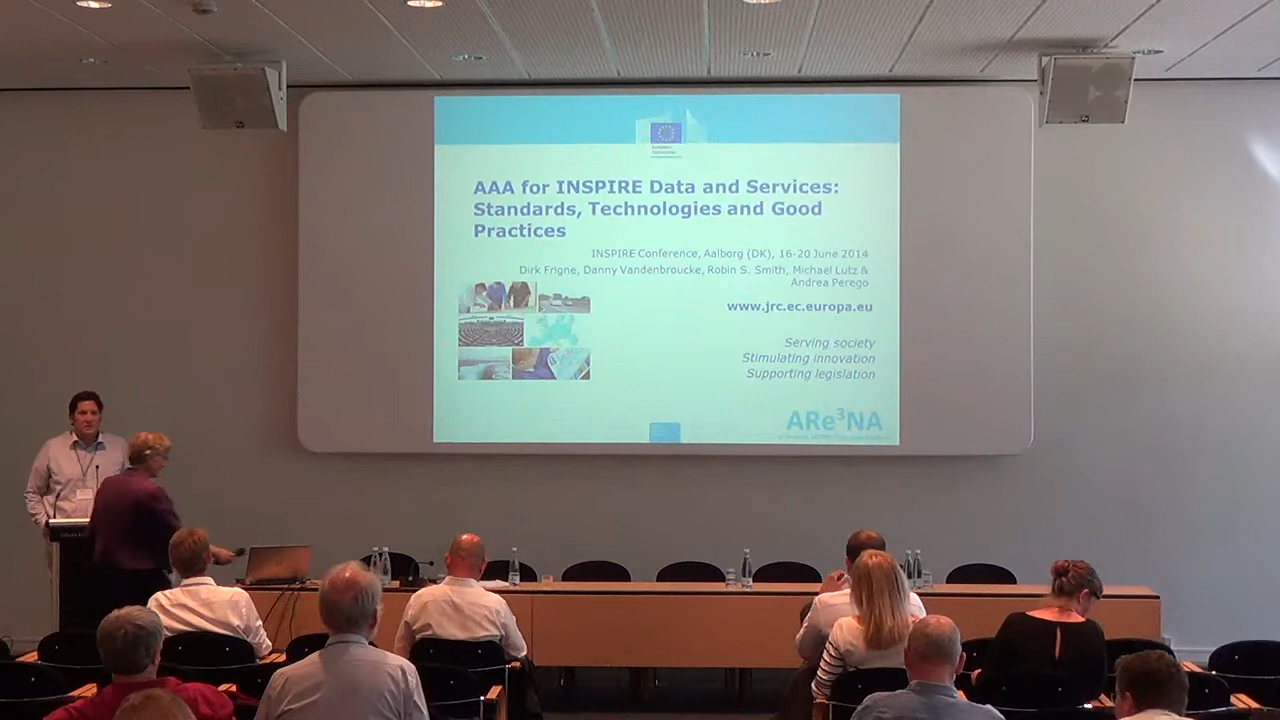 European
Commission
AAA for INSPIRE Data and Services:
Standards, Technologies and Good
Practices
INSPIRE Conference, Aalborg (DK), 16-20 June 2014
Dirk Frigne, Danny Vandenbroucke, Robin S. Smith, Michael Lutz &
Andrea Perego
www.jrc.ec.europa.eu
Serving society
Stimulating innovation
Supporting legislation
ARe³NA